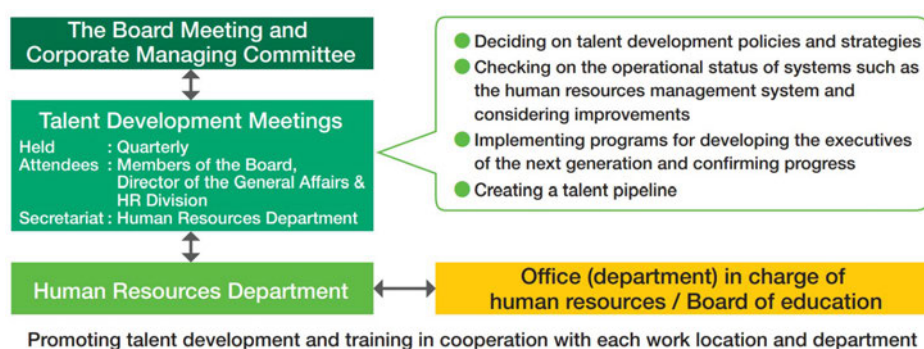 The Board Meeting and
Corporate Managing Committee
Talent Development Meetings
Held : Quarterly
Attendees : Members of the Board,
Director of the General Affairs &
HR Division
Secretariat : Human Resources Department
Deciding on talent development policies and strategies
Checking on the operational status of systems such as
the human resources management system and
considering improvements
Implementing programs for developing the executives
of the next generation and confirming progress
Creating a talent pipeline
Human Resources Department
Office (department) in charge of
human resources / Board of education
Promoting talent development and training in cooperation with each work location and department